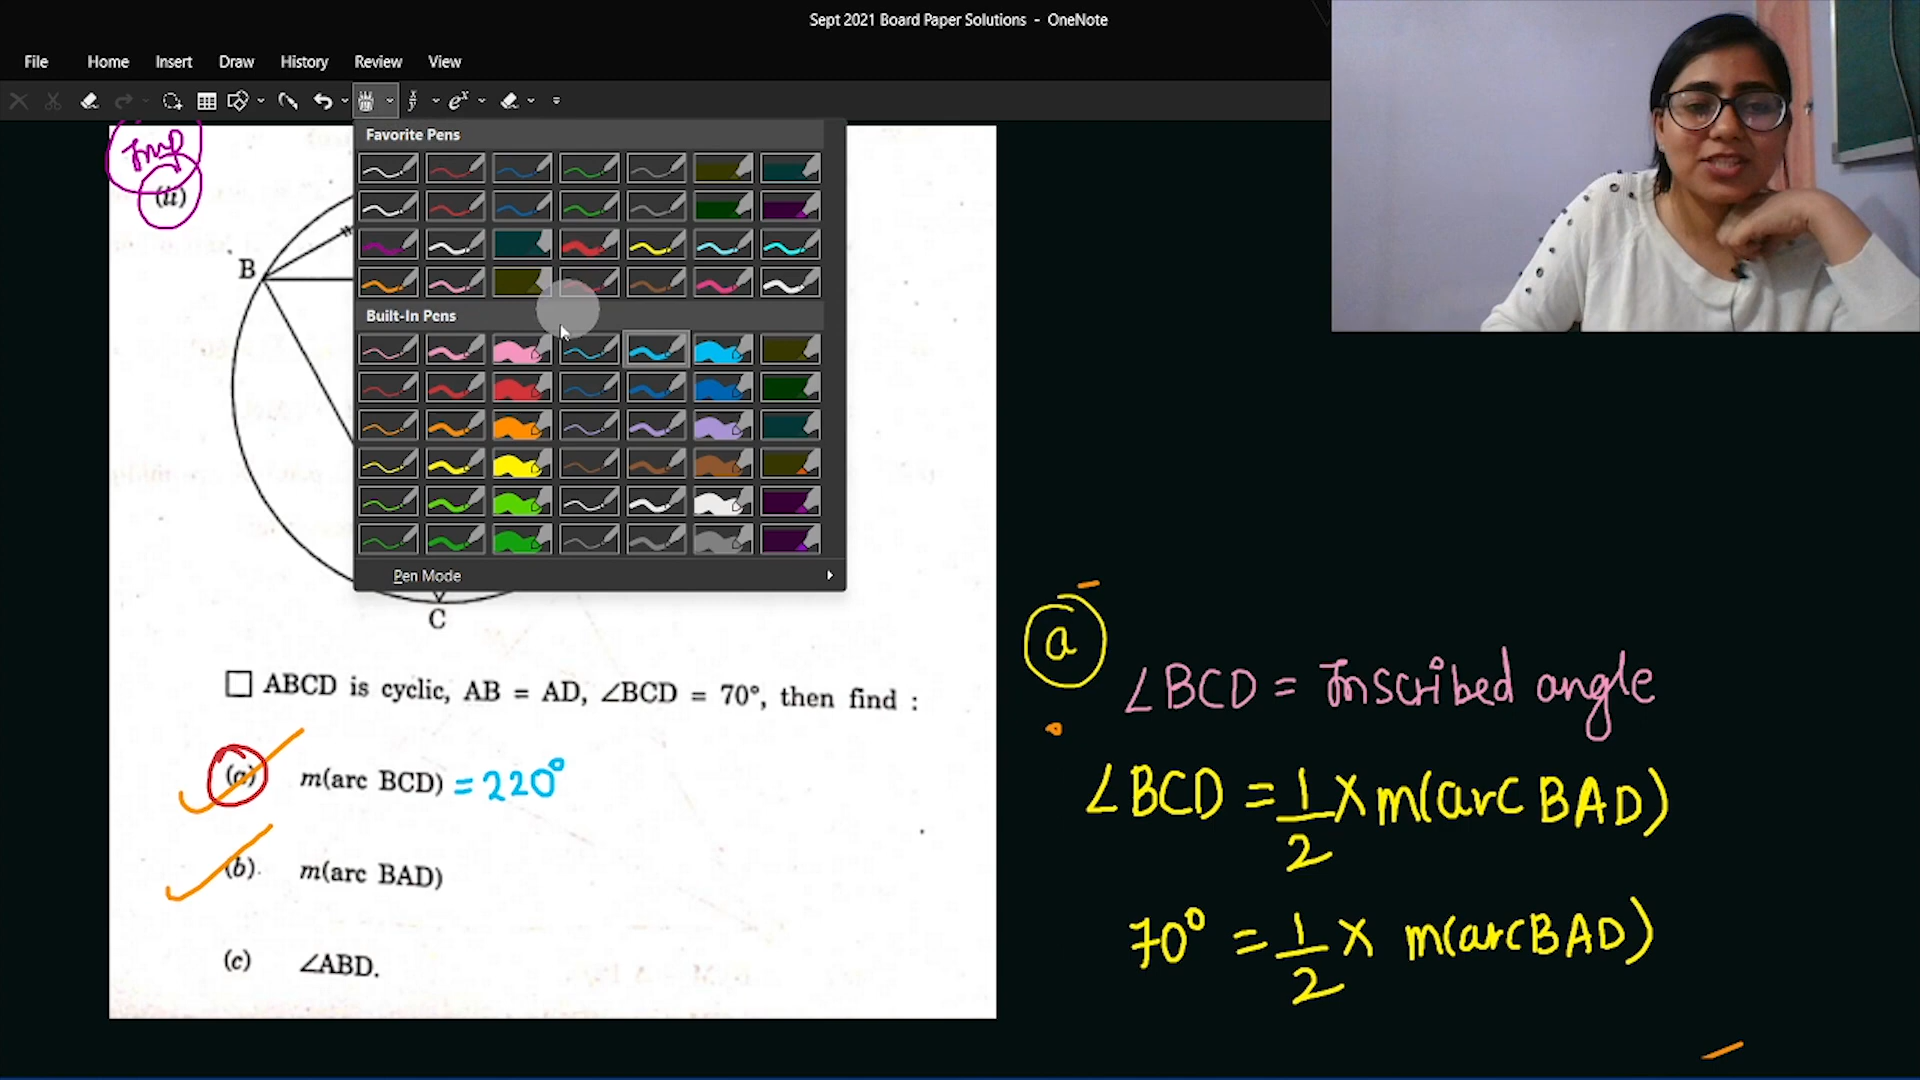 Sept 2021 Board Paper Solutions - OneNote
File Home Insert Draw History Review View
Favorite Pens
Built-In Pens
Pen Mode
Imp
(ii)
B
C
□ ABCD is cyclic, AB = AD, ∠BCD = 70°, then find :
(a) m(arc BCD) = 220°
(b) m(arc BAD)
(c) ∠ABD.
a
∠BCD = Inscribed angle
∠BCD = 1/2 × m(arc BAD)
70° = 1/2 × m(arc BAD)